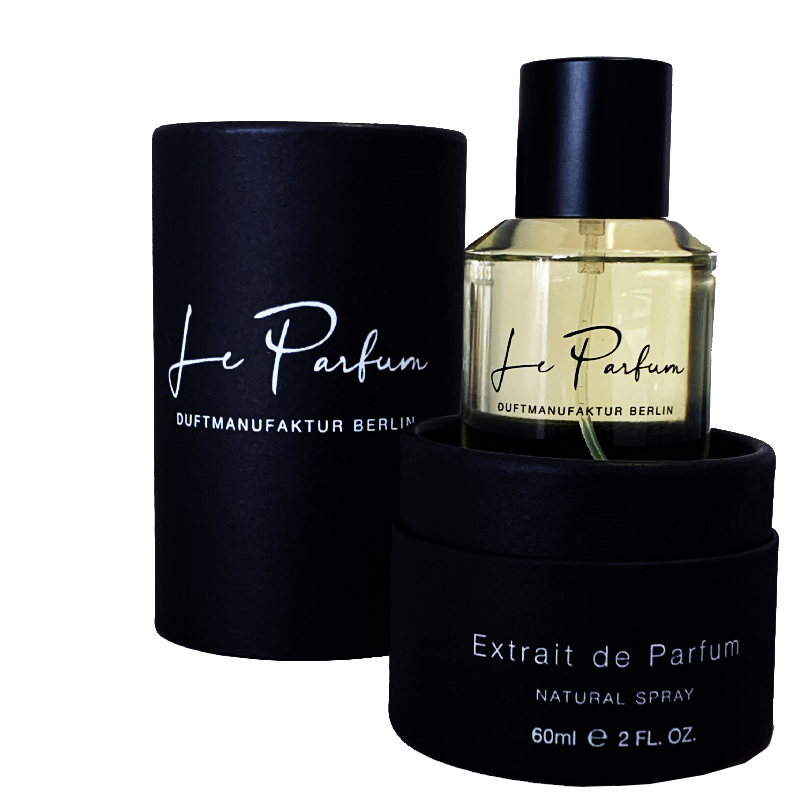 Le Parfum
DUFTMANUFAKTUR BERLIN
Le Parfum
DUFTMANUFAKTUR BERLIN
Extrait de Parfum
NATURAL SPRAY
60ml ℮ 2 FL. OZ.